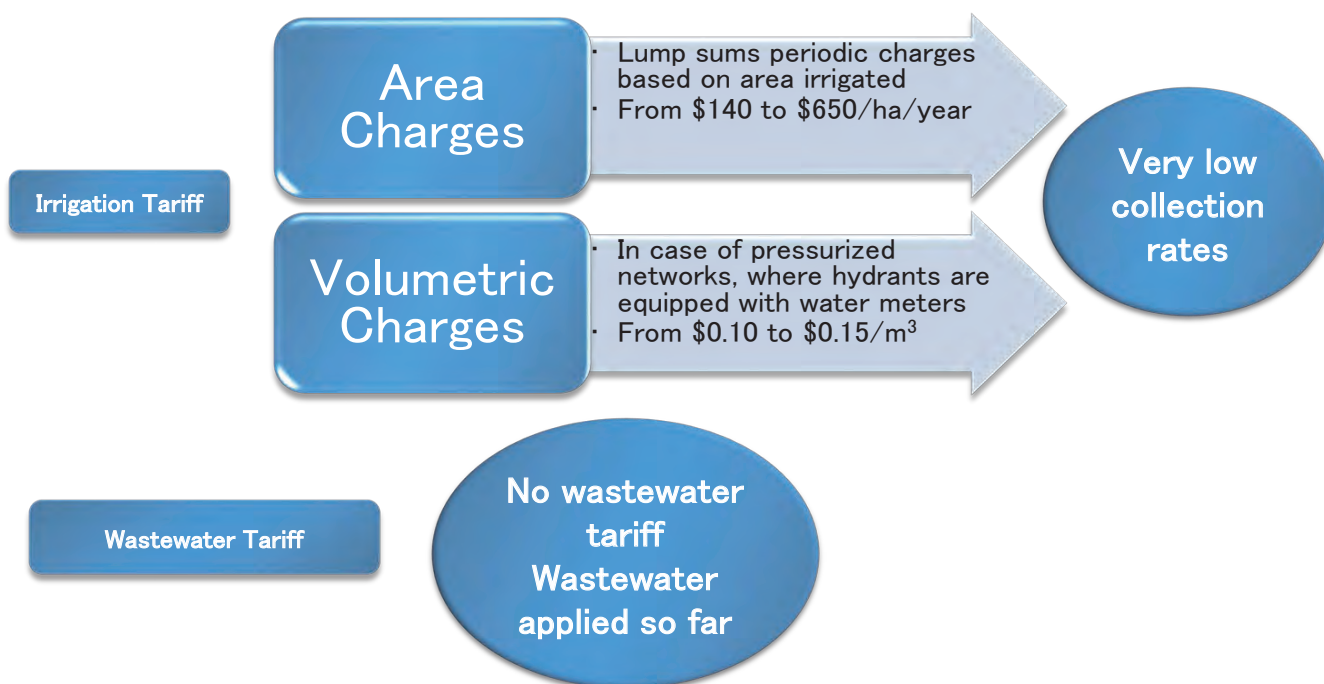 Irrigation Tariff
Area
Charges
· Lump sums periodic charges
based on area irrigated
· From $140 to $650/ha/year
Volumetric
Charges
· In case of pressurized
networks, where hydrants are
equipped with water meters
· From $0.10 to $0.15/m³
Very low
collection
rates
Wastewater Tariff
No wastewater
tariff
Wastewater
applied so far